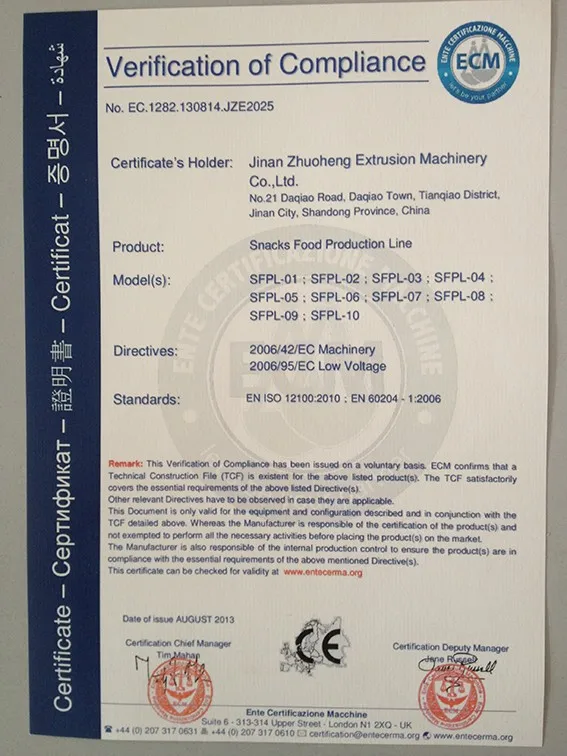 Certificate – Сертификат – 證明書 – Certificat – 증명서 – شهادة
Verification of Compliance
ENTE CERTIFICAZIONE MACCHINE
ECM
let's be your partner
No. EC.1282.130814.JZE2025
Certificate's Holder: Jinan Zhuoheng Extrusion Machinery
Co.,Ltd.
No.21 Daqiao Road, Daqiao Town, Tianqiao District,
Jinan City, Shandong Province, China
Product: Snacks Food Production Line
Model(s): SFPL-01 ; SFPL-02 ; SFPL-03 ; SFPL-04 ;
SFPL-05 ; SFPL-06 ; SFPL-07 ; SFPL-08 ;
SFPL-09 ; SFPL-10
Directives: 2006/42/EC Machinery
2006/95/EC Low Voltage
Standards: EN ISO 12100:2010 ; EN 60204 - 1:2006
ENTE CERTIFICAZIONE MACCHINE
ECM
Remark: This Verification of Compliance has been issued on a voluntary basis. ECM confirms that a
Technical Construction File (TCF) is existent for the above listed product(s). The TCF satisfactorily
covers the essential requirements of the above listed Directive(s).
Other relevant Directives have to be observed in case they are applicable.
This Document is only valid for the equipment and configuration described and in conjunction with the
TCF detailed above. Whereas the Manufacturer is responsible of the certification of the product(s) and
not exempted to perform all the necessary activities before placing the product(s) on the market.
The Manufacturer is also responsible of the internal production control to ensure the product(s) are in
compliance with the essential requirements of the above mentioned Directive(s).
This certificate can be checked for validity at www.entecerma.org
Date of issue AUGUST 2013
Certification Chief Manager
Tim Mahan
CE
Certification Deputy Manager
Jane Russell
Ente Certificazione Macchine
Suite 6 - 313-314 Upper Street - London N1 2XQ - UK
☎ +44 (0) 207 317 0631 +44 (0) 207 317 0610 ✉ certification@entecerma.org www.entecerma.org